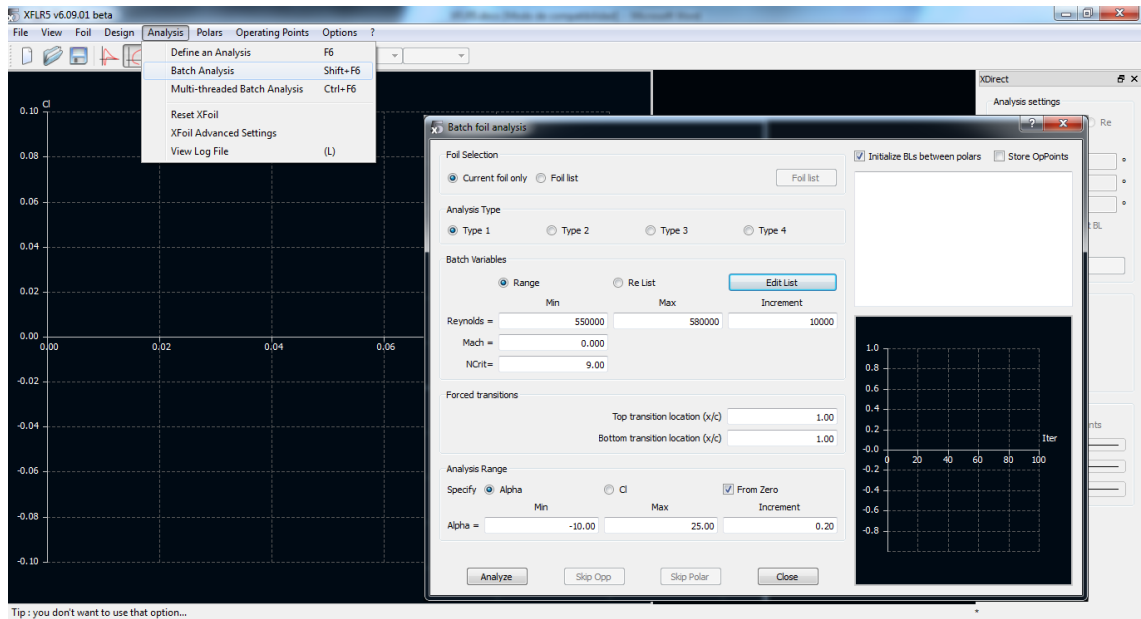 XFLR5 v6.09.01 beta
File View Foil Design Analysis Polars Operating Points Options ?
Define an Analysis F6
Batch Analysis Shift+F6
Multi-threaded Batch Analysis Ctrl+F6
Reset XFoil
XFoil Advanced Settings
View Log File (L)
Cl
0.10
0.08
0.06
0.04
0.02
0.00
0.00 0.02 0.04 0.06
-0.02
-0.04
-0.06
-0.08
-0.10
XDirect
Analysis settings
Re
°
°
°
BL
nts
Batch foil analysis
Foil Selection
Current foil only Foil list Foil list
Analysis Type
Type 1 Type 2 Type 3 Type 4
Batch Variables
Range Re List Edit List
Min Max Increment
Reynolds = 550000 580000 10000
Mach = 0.000
NCrit= 9.00
Forced transitions
Top transition location (x/c) 1.00
Bottom transition location (x/c) 1.00
Analysis Range
Specify Alpha Cl From Zero
Min Max Increment
Alpha = -10.00 25.00 0.20
Analyze Skip Opp Skip Polar Close
Initialize BLs between polars Store OpPoints
1.0
0.8
0.6
0.4
0.2
Iter
-0.0
0 20 40 60 80 100
-0.2
-0.4
-0.6
-0.8
Tip : you don't want to use that option...
*